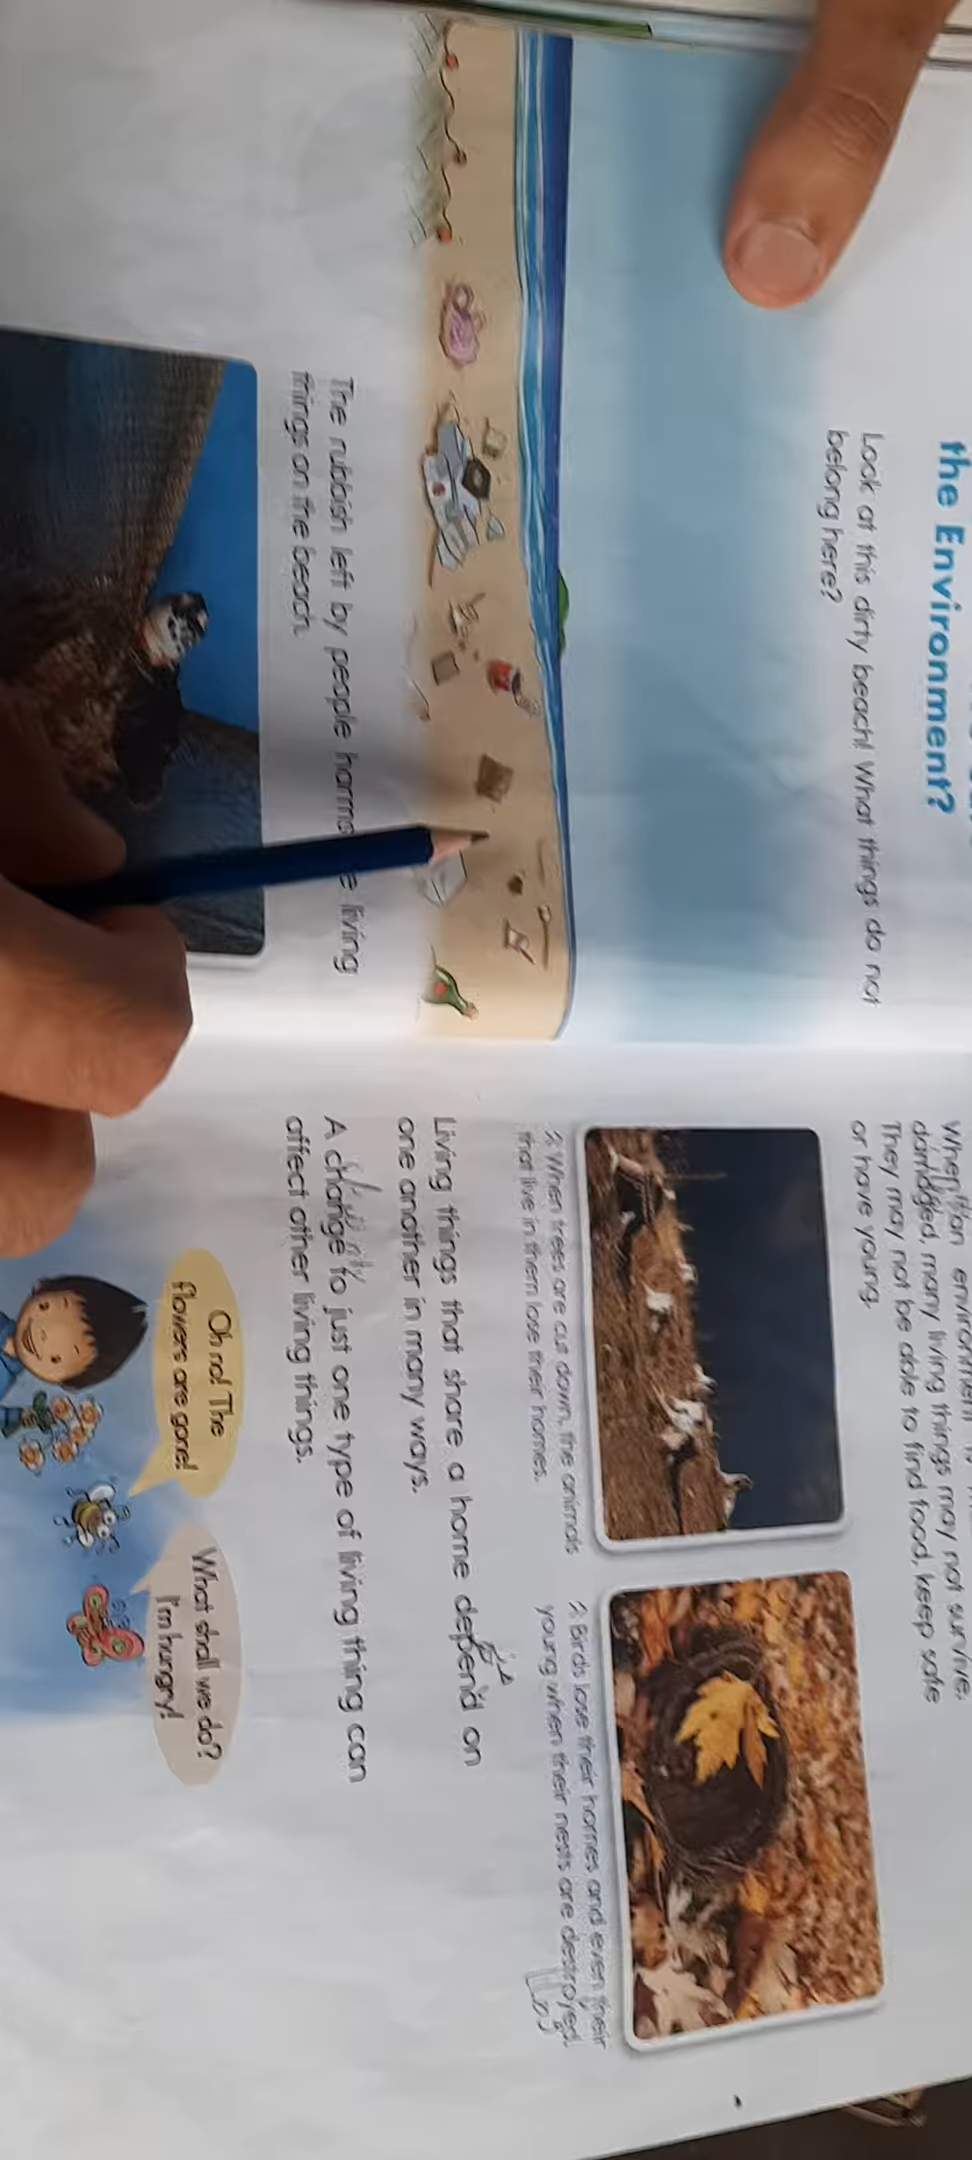 the Environment?
Look at this dirty beach! What things do not
belong here?
The rubbish left by people harms living
things on the beach.
When an environment
damaged, many living things may not survive.
They may not be able to find food, keep safe
or have young.
When trees are cut down, the animals
that live in them lose their homes.
Birds lose their homes and even their
young when their nests are destroyed.
Living things that share a home depend on
one another in many ways.
A change to just one type of living thing can
affect other living things.
Oh no! The
flowers are gone!
What shall we do?
I'm hungry!